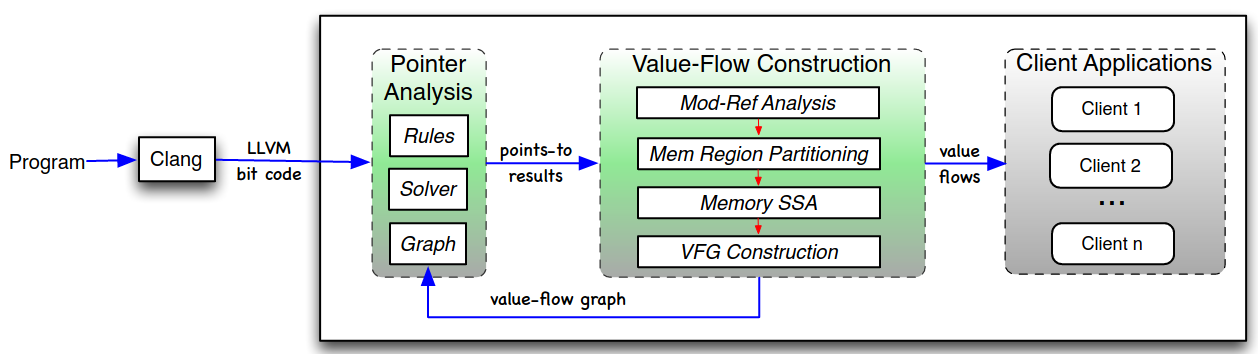 Program
Clang
LLVM
bit code
Pointer
Analysis
Rules
Solver
Graph
points-to
results
Value-Flow Construction
Mod-Ref Analysis
Mem Region Partitioning
Memory SSA
VFG Construction
value-flow graph
value
flows
Client Applications
Client 1
Client 2
...
Client n